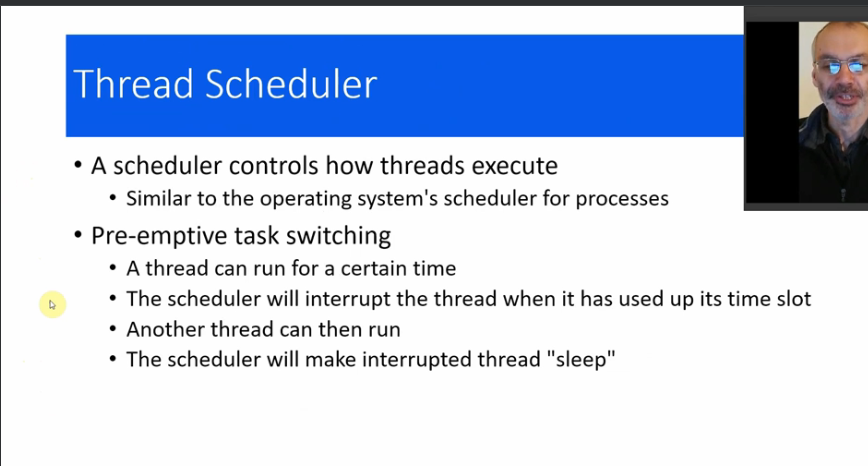 Thread Scheduler
• A scheduler controls how threads execute
• Similar to the operating system's scheduler for processes
• Pre-emptive task switching
• A thread can run for a certain time
• The scheduler will interrupt the thread when it has used up its time slot
• Another thread can then run
• The scheduler will make interrupted thread "sleep"